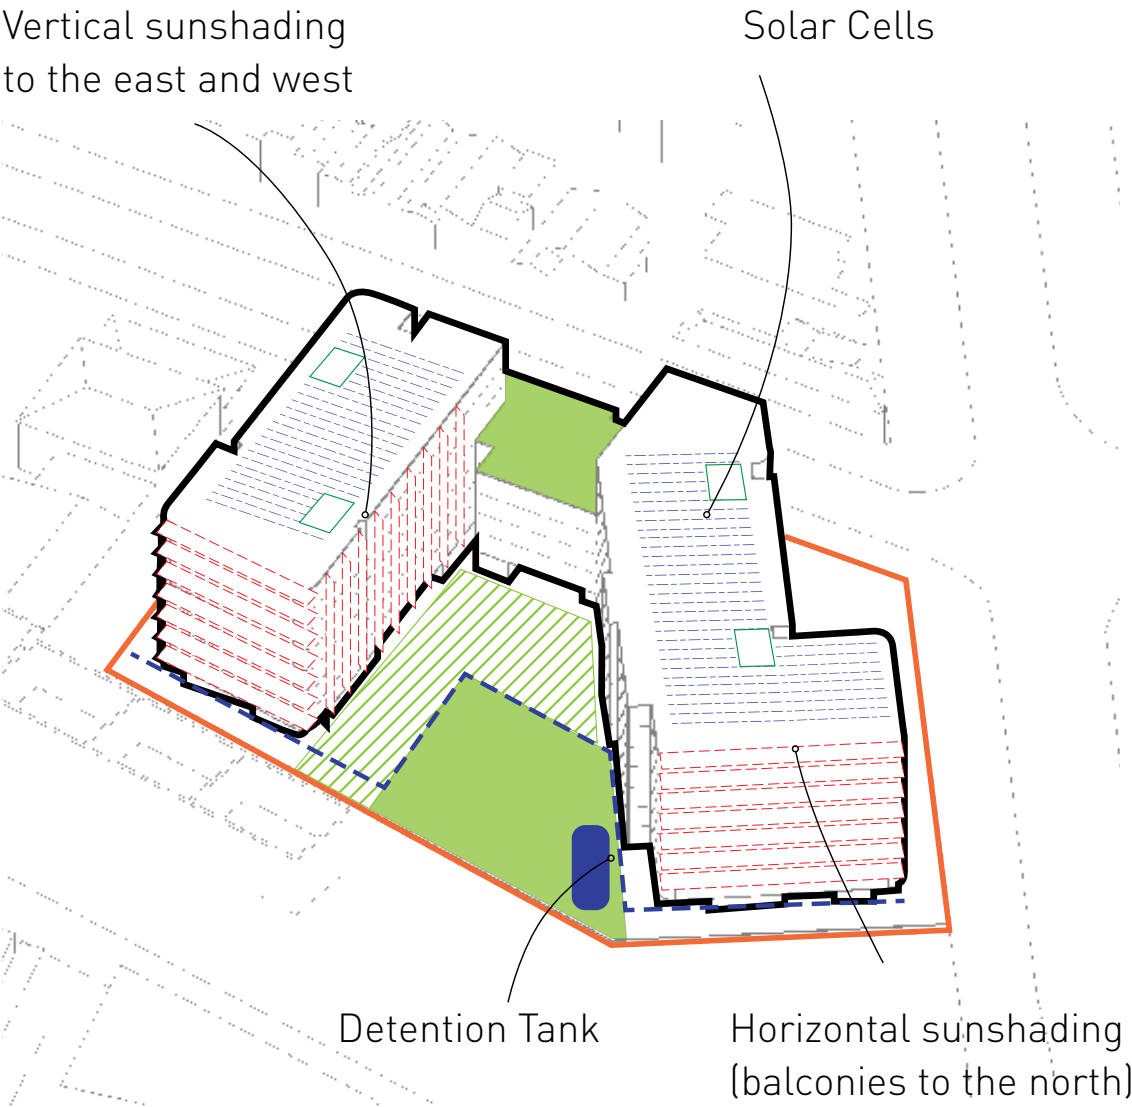 Vertical sunshading
to the east and west
Solar Cells
Detention Tank
Horizontal sunshading
(balconies to the north)